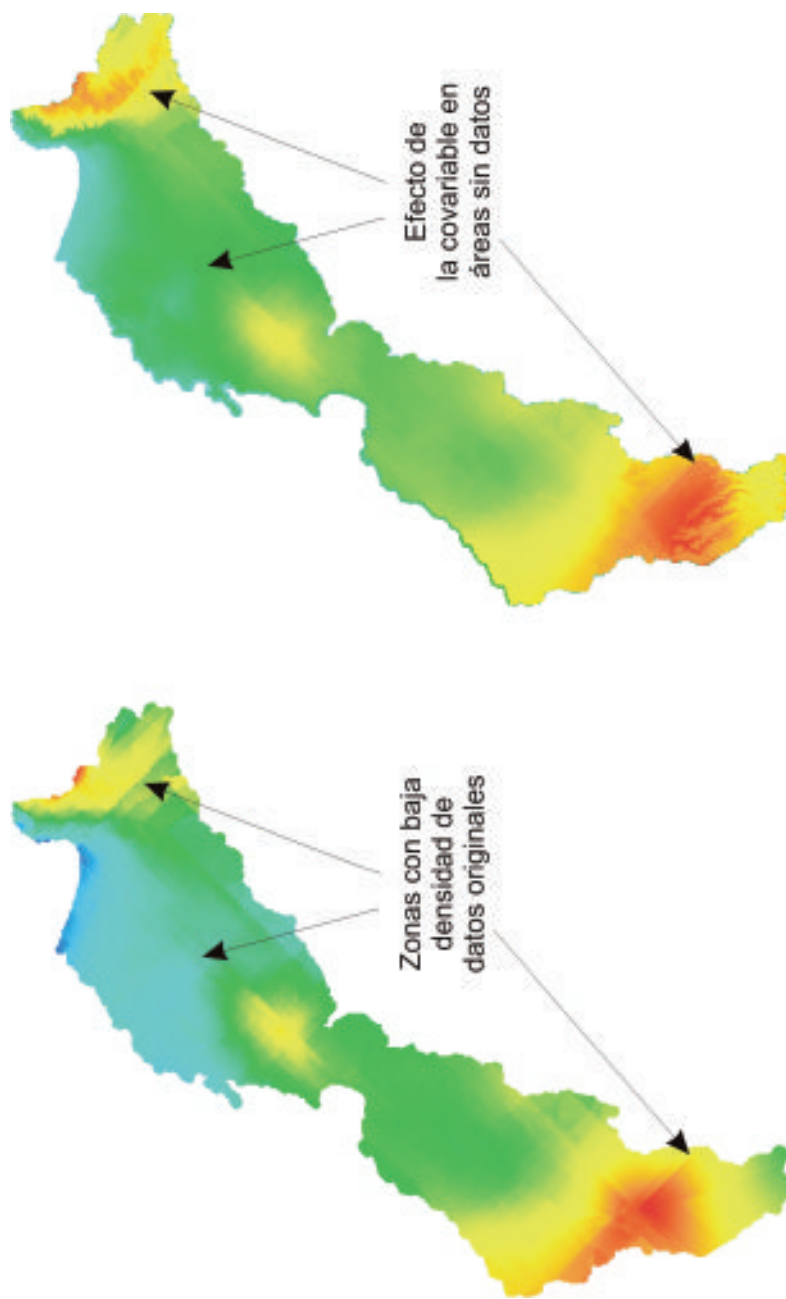 Zonas con baja
densidad de
datos originales
Efecto de
la covariable en
áreas sin datos